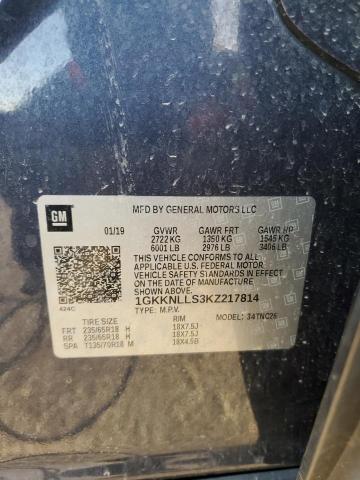 GM
MFD BY GENERAL MOTORS LLC
01/19 GVWR GAWR FRT GAWR RR
2722 KG 1350 KG 1545 KG
6001 LB 2976 LB 3406 LB
THIS VEHICLE CONFORMS TO ALL
APPLICABLE U.S. FEDERAL MOTOR
VEHICLE SAFETY STANDARDS IN EFFECT
ON THE DATE OF MANUFACTURE
SHOWN ABOVE.
1GKKNLLS3KZ217814
424C TYPE: M.P.V. MODEL: 34TNC26
TIRE SIZE RIM
FRT 235/65R18 H 18X7.5J
RR 235/65R18 H 18X7.5J
SPA T135/70R18 M 18X4.5B